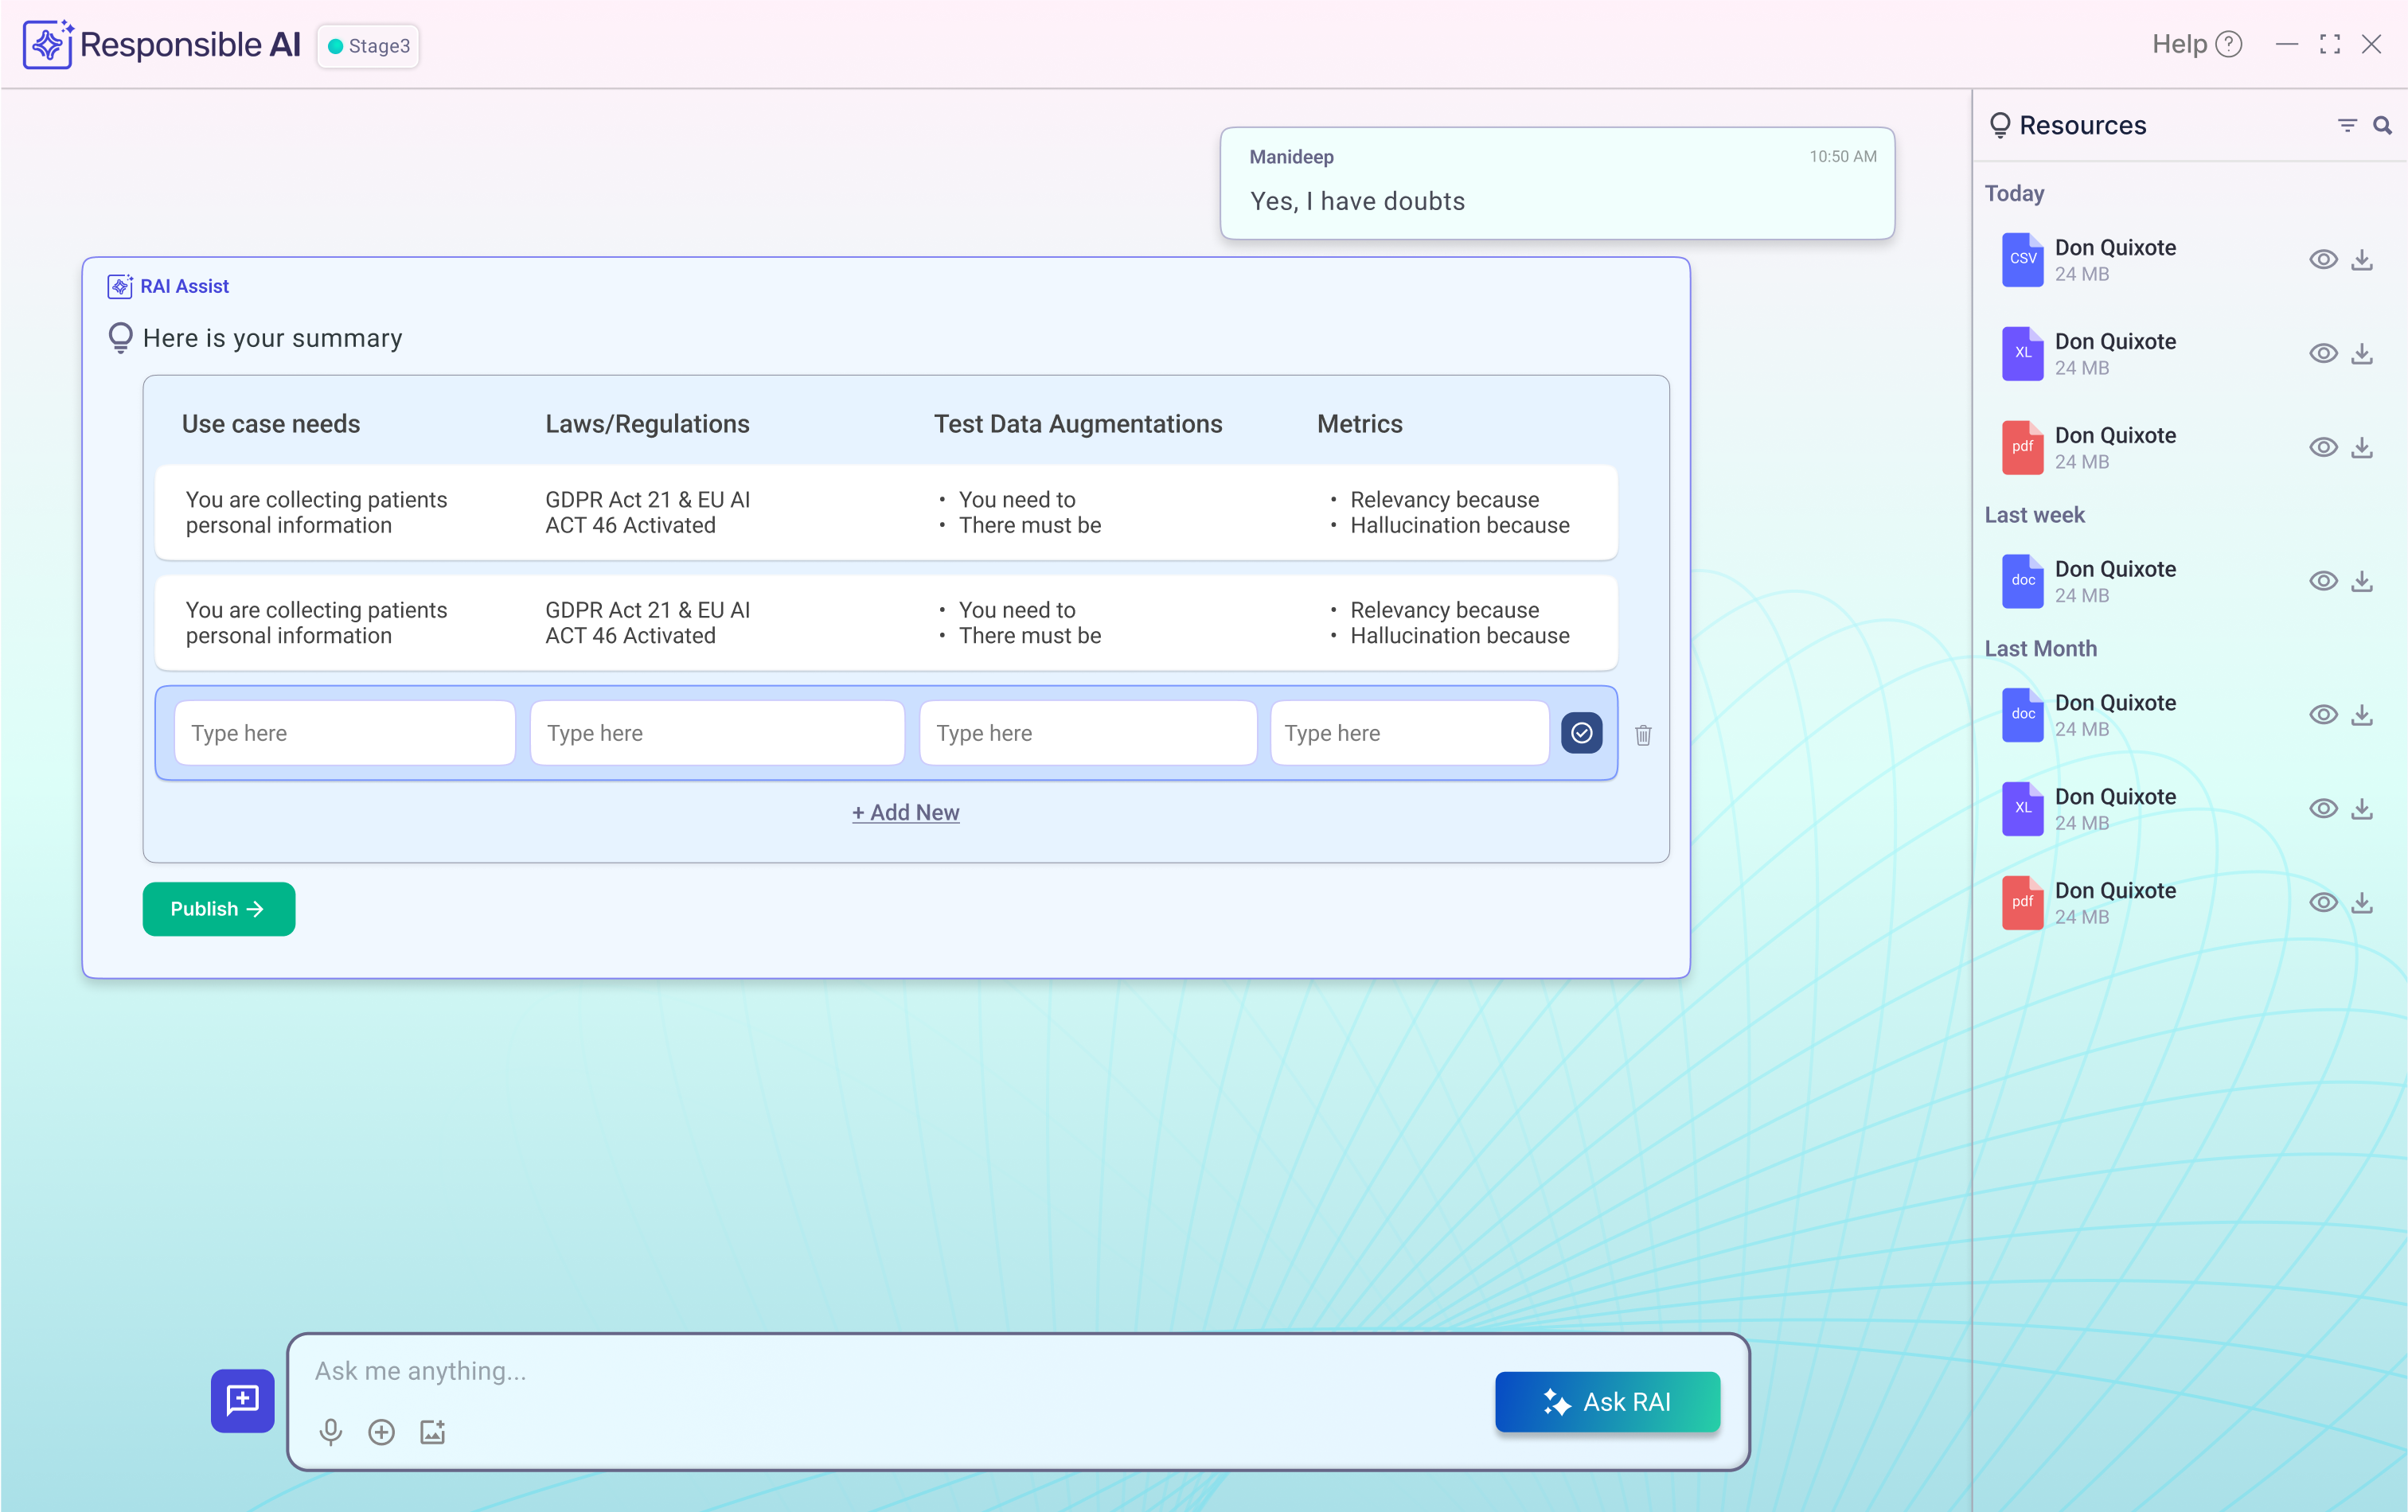 Responsible AI
Stage3
Help
Manideep
10:50 AM
Yes, I have doubts
RAI Assist
Here is your summary
Use case needs
Laws/Regulations
Test Data Augmentations
Metrics
You are collecting patients
personal information
GDPR Act 21 & EU AI
ACT 46 Activated
• You need to
• There must be
• Relevancy because
• Hallucination because
You are collecting patients
personal information
GDPR Act 21 & EU AI
ACT 46 Activated
• You need to
• There must be
• Relevancy because
• Hallucination because
Type here
Type here
Type here
Type here
+ Add New
Publish
Ask me anything...
Ask RAI
Resources
Today
CSV
Don Quixote
24 MB
XL
Don Quixote
24 MB
pdf
Don Quixote
24 MB
Last week
doc
Don Quixote
24 MB
Last Month
doc
Don Quixote
24 MB
XL
Don Quixote
24 MB
pdf
Don Quixote
24 MB